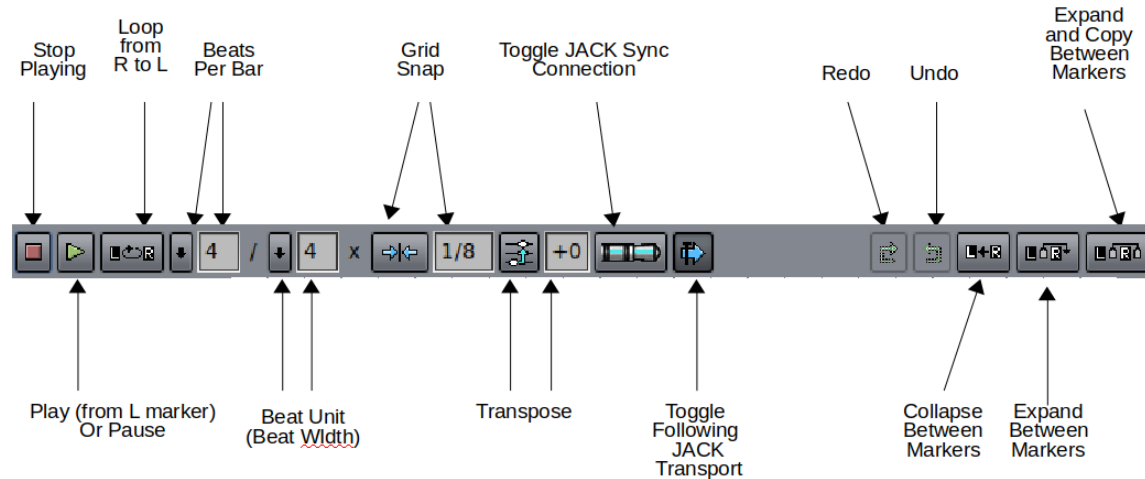 Stop
Playing
Loop
from
R to L
Beats
Per Bar
Grid
Snap
Toggle JACK Sync
Connection
Redo
Undo
Expand
and Copy
Between
Markers
L R 4 / 4 x 1/8 +0 L R L R L R
Play (from L marker)
Or Pause
Beat Unit
(Beat WIdth)
Transpose
Toggle
Following
JACK
Transport
Collapse
Between
Markers
Expand
Between
Markers